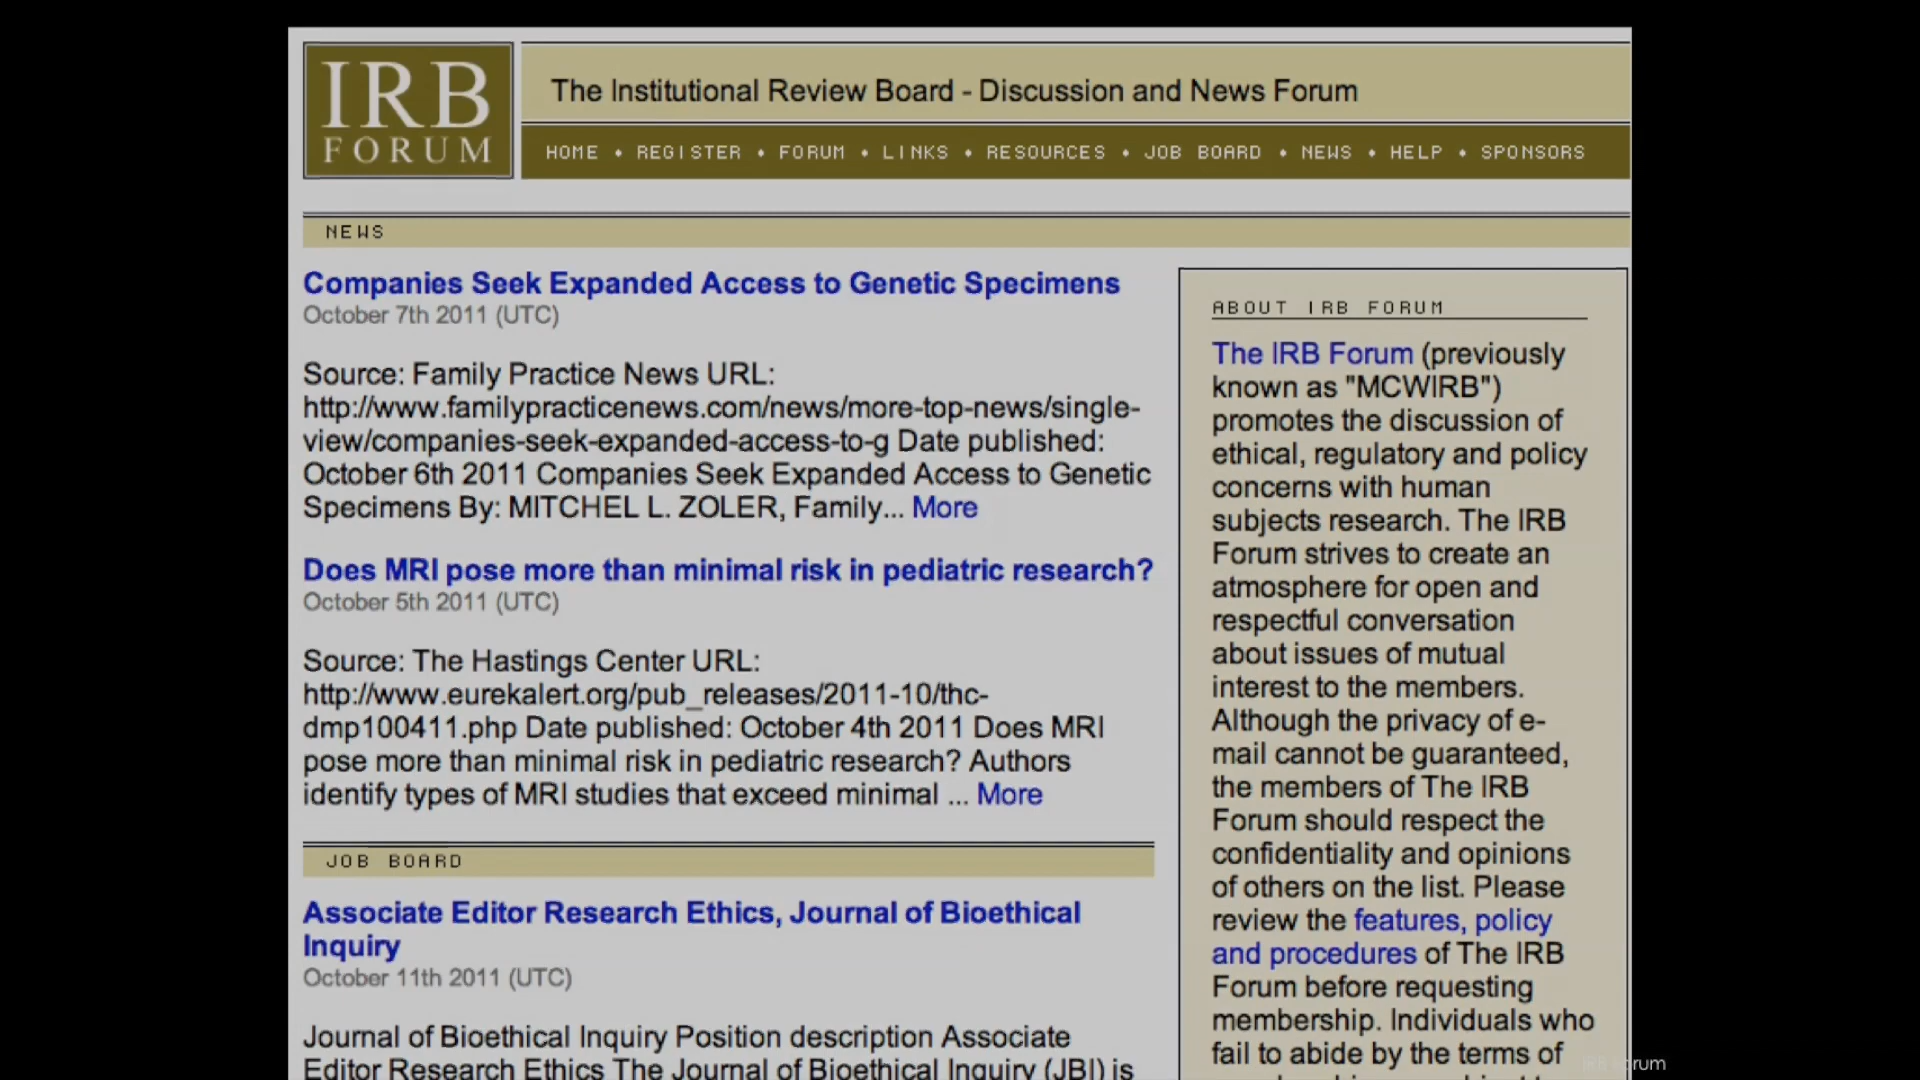 IRB
FORUM
The Institutional Review Board - Discussion and News Forum
HOME • REGISTER • FORUM • LINKS • RESOURCES • JOB BOARD • NEWS • HELP • SPONSORS
NEWS
Companies Seek Expanded Access to Genetic Specimens
October 7th 2011 (UTC)
Source: Family Practice News URL:
http://www.familypracticenews.com/news/more-top-news/single-
view/companies-seek-expanded-access-to-g Date published:
October 6th 2011 Companies Seek Expanded Access to Genetic
Specimens By: MITCHEL L. ZOLER, Family... More
Does MRI pose more than minimal risk in pediatric research?
October 5th 2011 (UTC)
Source: The Hastings Center URL:
http://www.eurekalert.org/pub_releases/2011-10/thc-
dmp100411.php Date published: October 4th 2011 Does MRI
pose more than minimal risk in pediatric research? Authors
identify types of MRI studies that exceed minimal ... More
JOB BOARD
Associate Editor Research Ethics, Journal of Bioethical
Inquiry
October 11th 2011 (UTC)
Journal of Bioethical Inquiry Position description Associate
Editor Research Ethics The Journal of Bioethical Inquiry (JBI) is
ABOUT IRB FORUM
The IRB Forum (previously
known as "MCWIRB")
promotes the discussion of
ethical, regulatory and policy
concerns with human
subjects research. The IRB
Forum strives to create an
atmosphere for open and
respectful conversation
about issues of mutual
interest to the members.
Although the privacy of e-
mail cannot be guaranteed,
the members of The IRB
Forum should respect the
confidentiality and opinions
of others on the list. Please
review the features, policy
and procedures of The IRB
Forum before requesting
membership. Individuals who
fail to abide by the terms of
IRB Forum